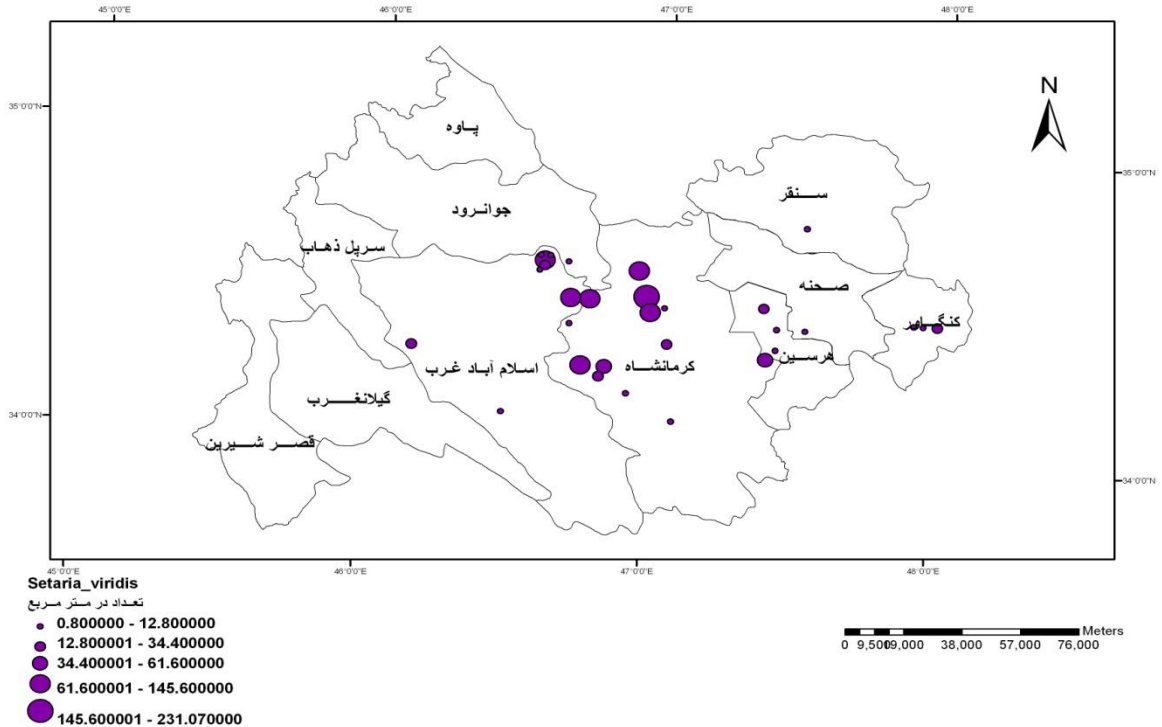 45°0'0"E
46°0'0"E
47°0'0"E
48°0'0"E
N
35°0'0"N
35°0'0"N
پاوه
سنقر
جوانرود
سرپل ذهاب
صحنه
کنگاور
هرسین
کرمانشاه
اسلام آباد غرب
گیلانغرب
34°0'0"N
قصر شیرین
34°0'0"N
45°0'0"E
46°0'0"E
47°0'0"E
48°0'0"E
Setaria_viridis
تعداد در متر مربع
0.800000 - 12.800000
12.800001 - 34.400000
34.400001 - 61.600000
61.600001 - 145.600000
145.600001 - 231.070000
Meters
0 9,500 19,000 38,000 57,000 76,000